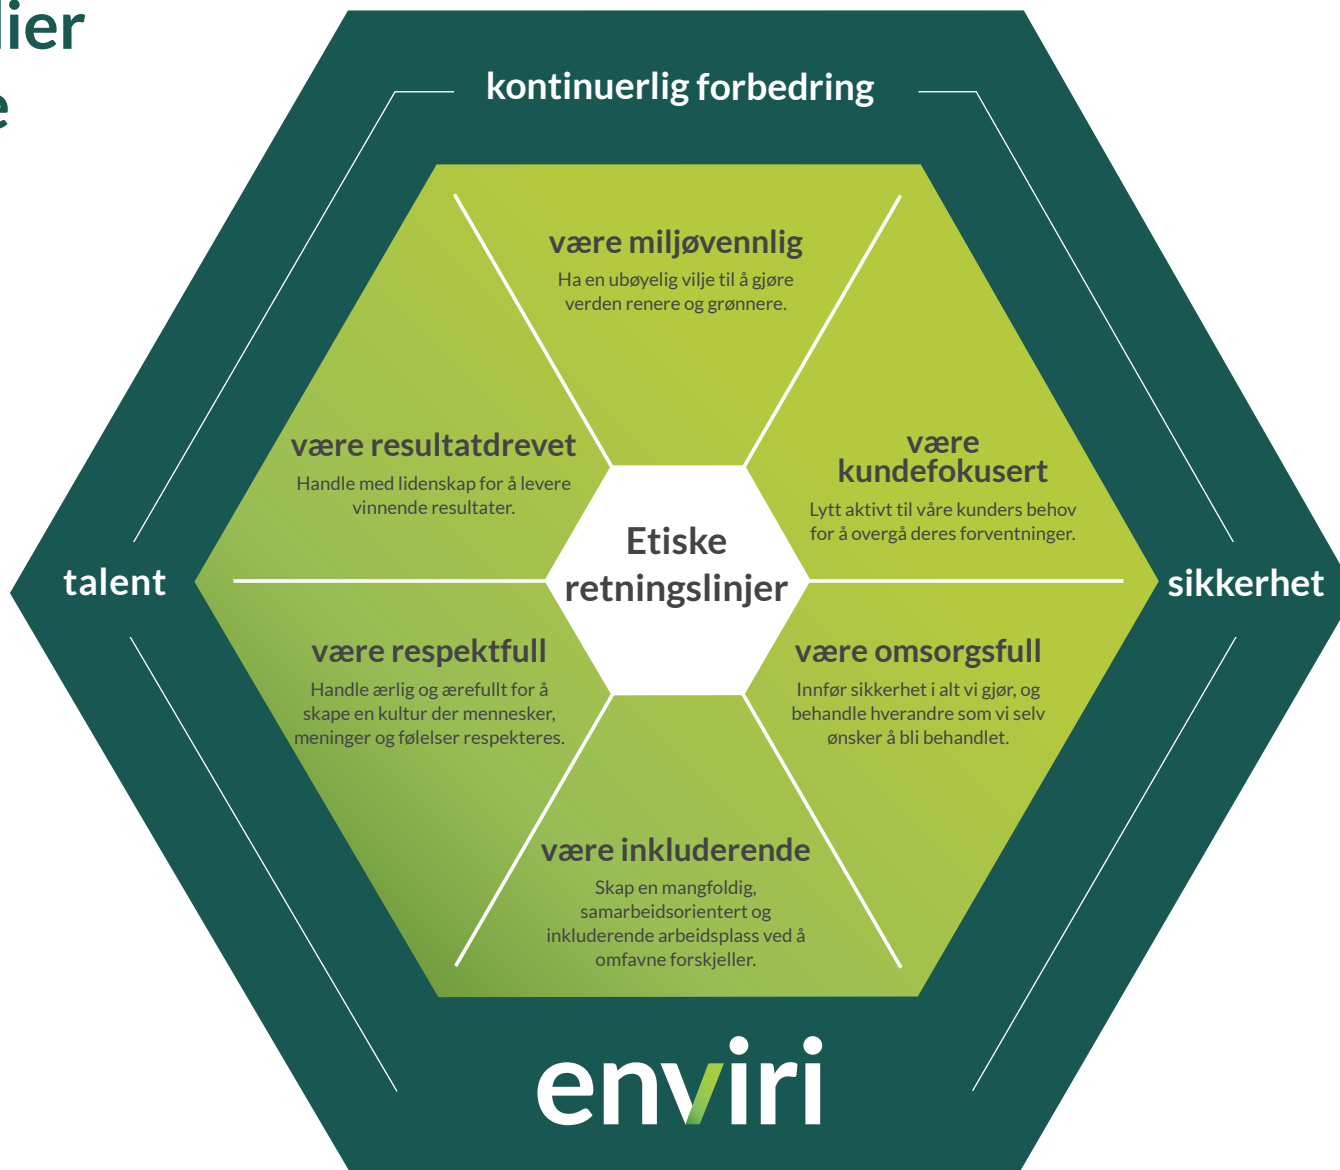 kontinuerlig forbedring
være miljøvennlig
Ha en ubøyelig vilje til å gjøre
verden renere og grønnere.
være resultatdrevet
Handle med lidenskap for å levere
vinnende resultater.
være
kundefokusert
Lytt aktivt til våre kunders behov
for å overgå deres forventninger.
Etiske
retningslinjer
talent
sikkerhet
være respektfull
Handle ærlig og ærefullt for å
skape en kultur der mennesker,
meninger og følelser respekteres.
være omsorgsfull
Innfør sikkerhet i alt vi gjør, og
behandle hverandre som vi selv
ønsker å bli behandlet.
være inkluderende
Skap en mangfoldig,
samarbeidsorientert og
inkluderende arbeidsplass ved å
omfavne forskjeller.
enviri